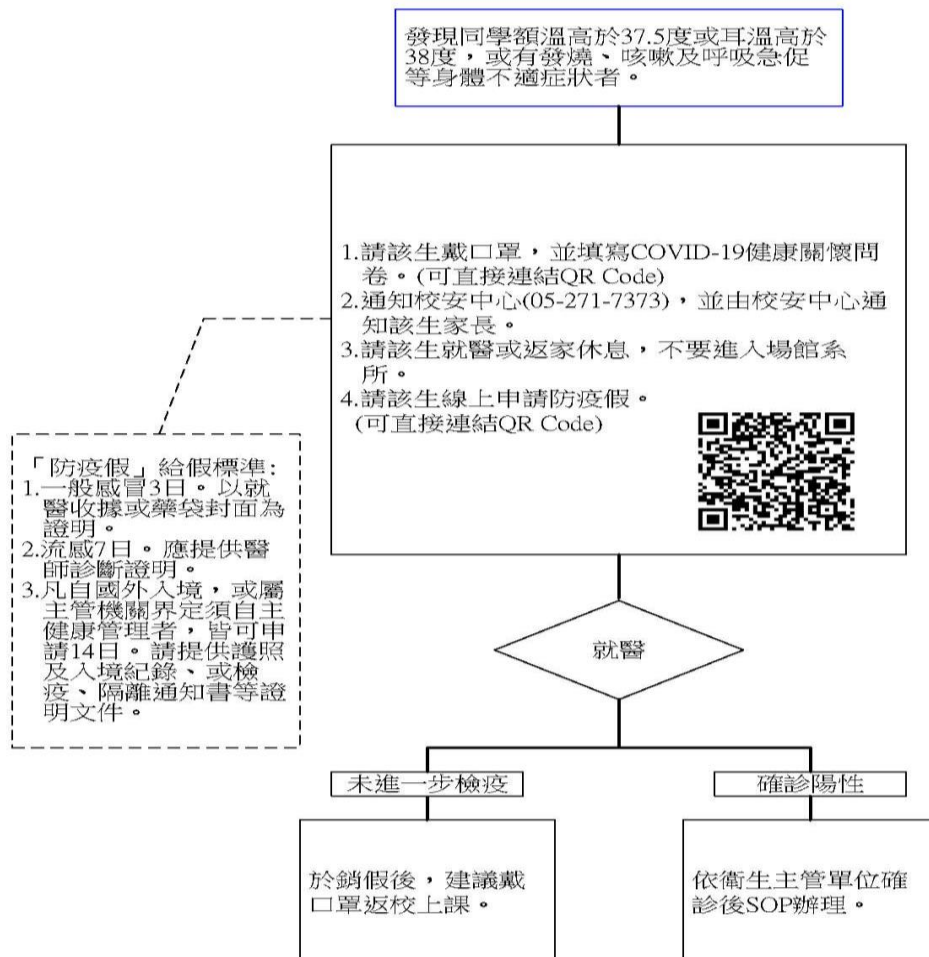 發現同學額溫高於37.5度或耳溫高於
38度，或有發燒、咳嗽及呼吸急促
等身體不適症狀者。
1.請該生戴口罩，並填寫COVID-19健康關懷問
卷。(可直接連結QR Code)
2.通知校安中心(05-271-7373)，並由校安中心通
知該生家長。
3.請該生就醫或返家休息，不要進入場館系
所。
4.請該生線上申請防疫假。
(可直接連結QR Code)
「防疫假」給假標準:
1.一般感冒3日。以就
醫收據或藥袋封面為
證明。
2.流感7日。應提供醫
師診斷證明。
3.凡自國外入境，或屬
主管機關界定須自主
健康管理者，皆可申
請14日。請提供護照
及入境紀錄、或檢
疫、隔離通知書等證
明文件。
就醫
未進一步檢疫
確診陽性
於銷假後，建議戴
口罩返校上課。
依衛生主管單位確
診後SOP辦理。